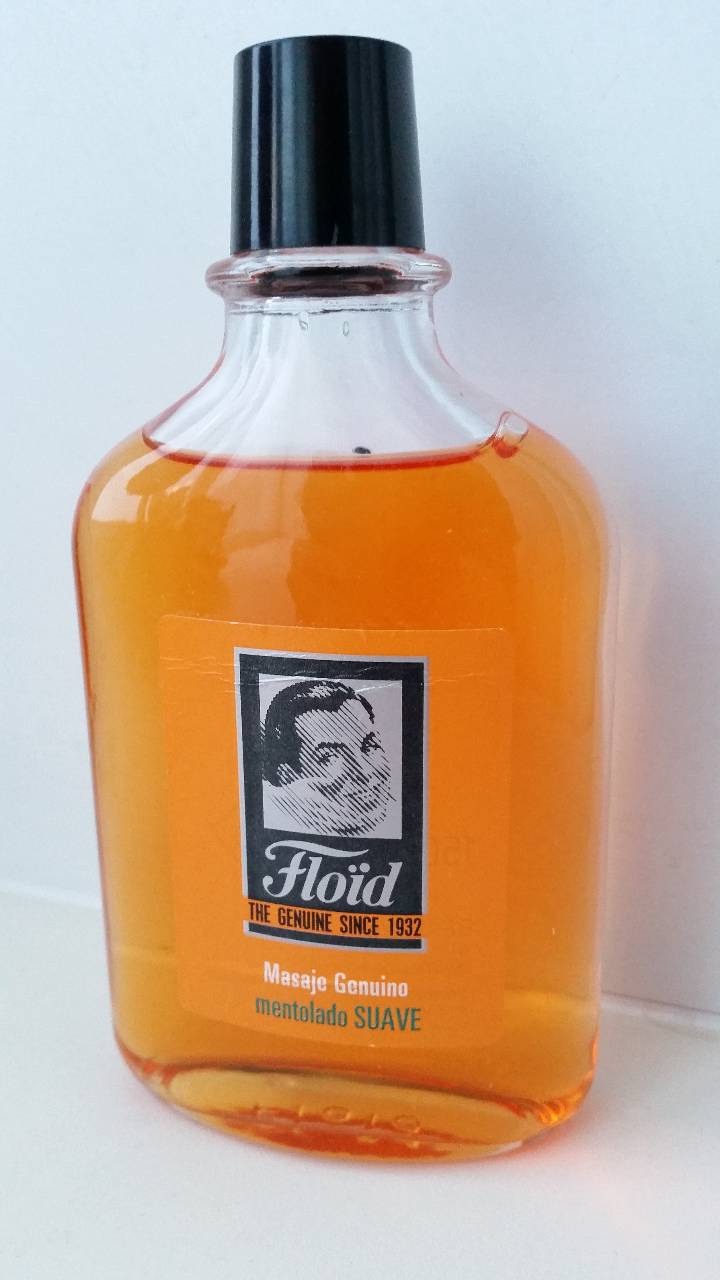 Floïd
THE GENUINE SINCE 1932
Masaje Genuino
mentolado SUAVE